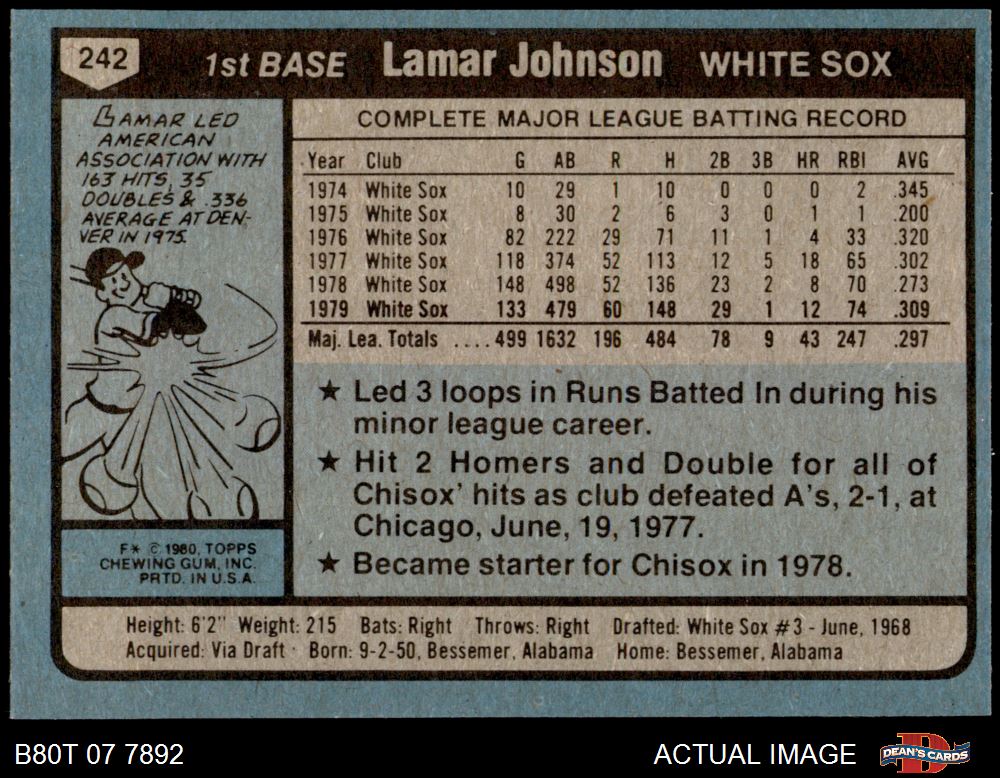 242
1st BASE Lamar Johnson WHITE SOX
LAMAR LED
AMERICAN
ASSOCIATION WITH
163 HITS, 35
DOUBLES & .336
AVERAGE AT DEN-
VER IN 1975.
COMPLETE MAJOR LEAGUE BATTING RECORD
Year Club G AB R H 2B 3B HR RBI AVG
1974 White Sox 10 29 1 10 0 0 0 2 .345
1975 White Sox 8 30 2 6 3 0 1 1 .200
1976 White Sox 82 222 29 71 11 1 4 33 .320
1977 White Sox 118 374 52 113 12 5 18 65 .302
1978 White Sox 148 498 52 136 23 2 8 70 .273
1979 White Sox 133 479 60 148 29 1 12 74 .309
Maj. Lea. Totals ....499 1632 196 484 78 9 43 247 .297
★ Led 3 loops in Runs Batted In during his
minor league career.
★ Hit 2 Homers and Double for all of
Chisox' hits as club defeated A's, 2-1, at
Chicago, June, 19, 1977.
★ Became starter for Chisox in 1978.
F* © 1980, TOPPS
CHEWING GUM, INC.
PRTD. IN U.S.A.
Height: 6'2" Weight: 215 Bats: Right Throws: Right Drafted: White Sox #3 - June, 1968
Acquired: Via Draft · Born: 9-2-50, Bessemer, Alabama Home: Bessemer, Alabama
B80T 07 7892
ACTUAL IMAGE
DEAN'S CARDS